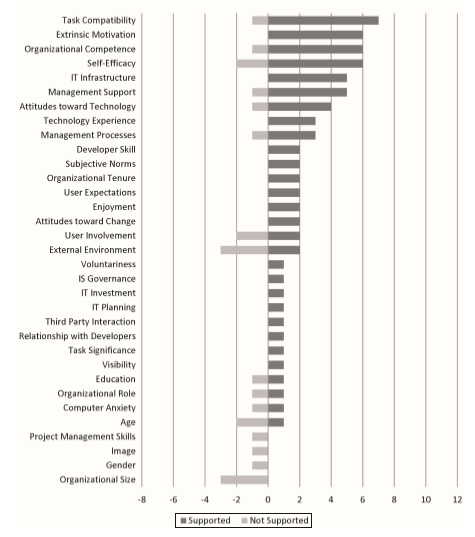 Task Compatibility
Extrinsic Motivation
Organizational Competence
Self-Efficacy
IT Infrastructure
Management Support
Attitudes toward Technology
Technology Experience
Management Processes
Developer Skill
Subjective Norms
Organizational Tenure
User Expectations
Enjoyment
Attitudes toward Change
User Involvement
External Environment
Voluntariness
IS Governance
IT Investment
IT Planning
Third Party Interaction
Relationship with Developers
Task Significance
Visibility
Education
Organizational Role
Computer Anxiety
Age
Project Management Skills
Image
Gender
Organizational Size
-8 -6 -4 -2 0 2 4 6 8 10 12
Supported Not Supported